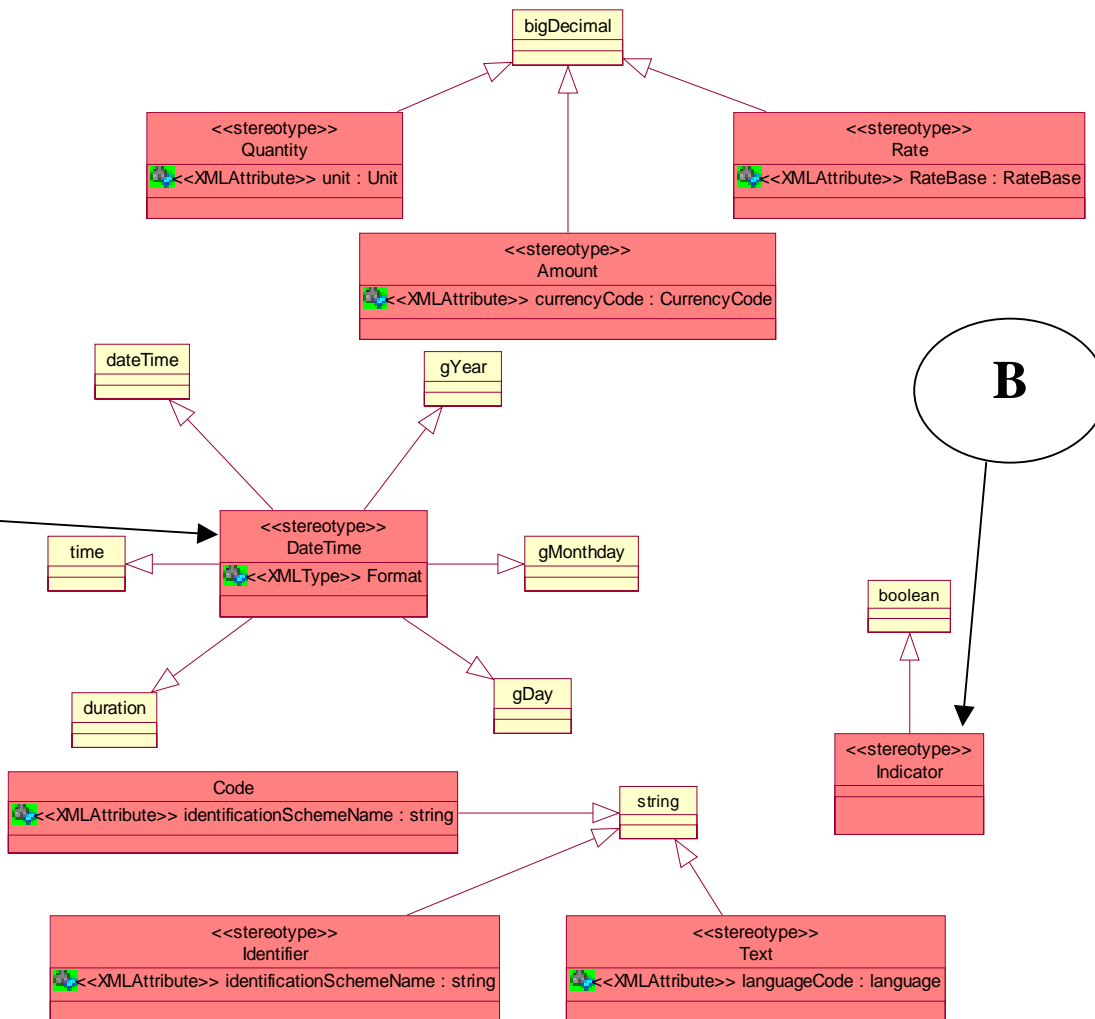 bigDecimal
<<stereotype>>
Quantity
<<XMLAttribute>> unit : Unit
<<stereotype>>
Rate
<<XMLAttribute>> RateBase : RateBase
<<stereotype>>
Amount
<<XMLAttribute>> currencyCode : CurrencyCode
dateTime
gYear
B
<<stereotype>>
DateTime
<<XMLType>> Format
time
gMonthday
boolean
duration
gDay
<<stereotype>>
Indicator
Code
<<XMLAttribute>> identificationSchemeName : string
string
<<stereotype>>
Identifier
<<XMLAttribute>> identificationSchemeName : string
<<stereotype>>
Text
<<XMLAttribute>> languageCode : language